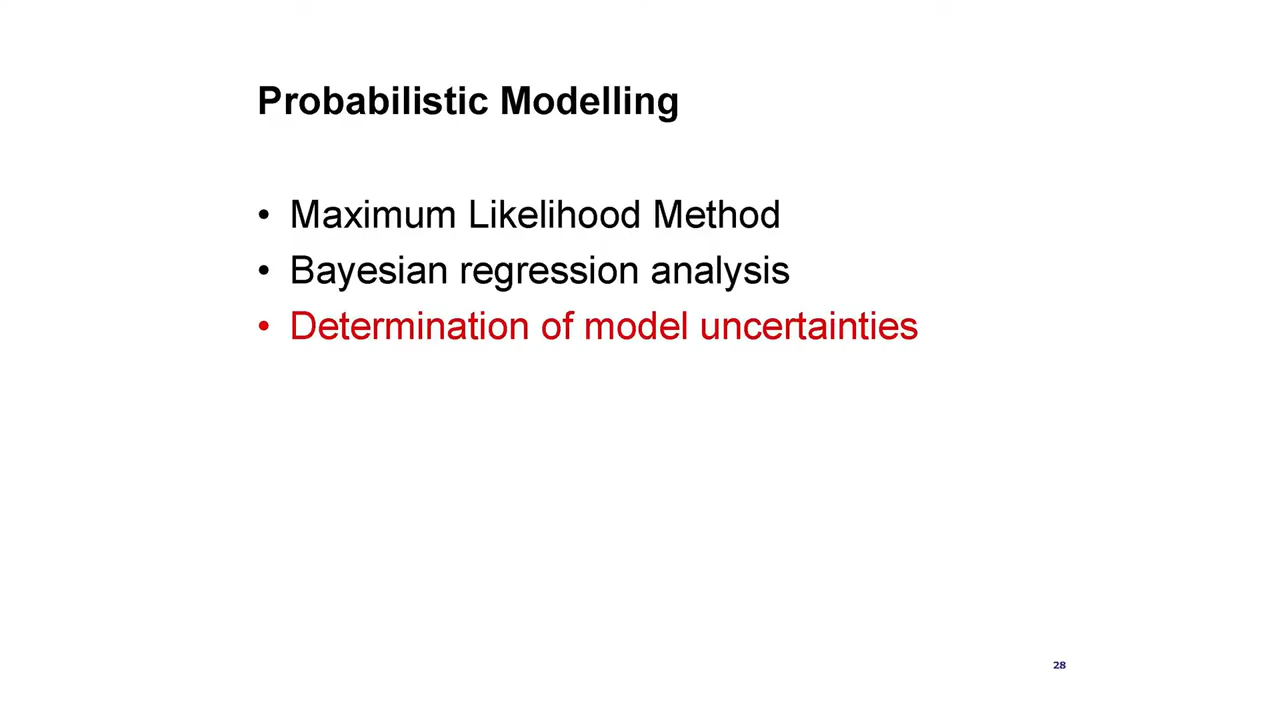 Probabilistic Modelling
• Maximum Likelihood Method
• Bayesian regression analysis
• Determination of model uncertainties
28